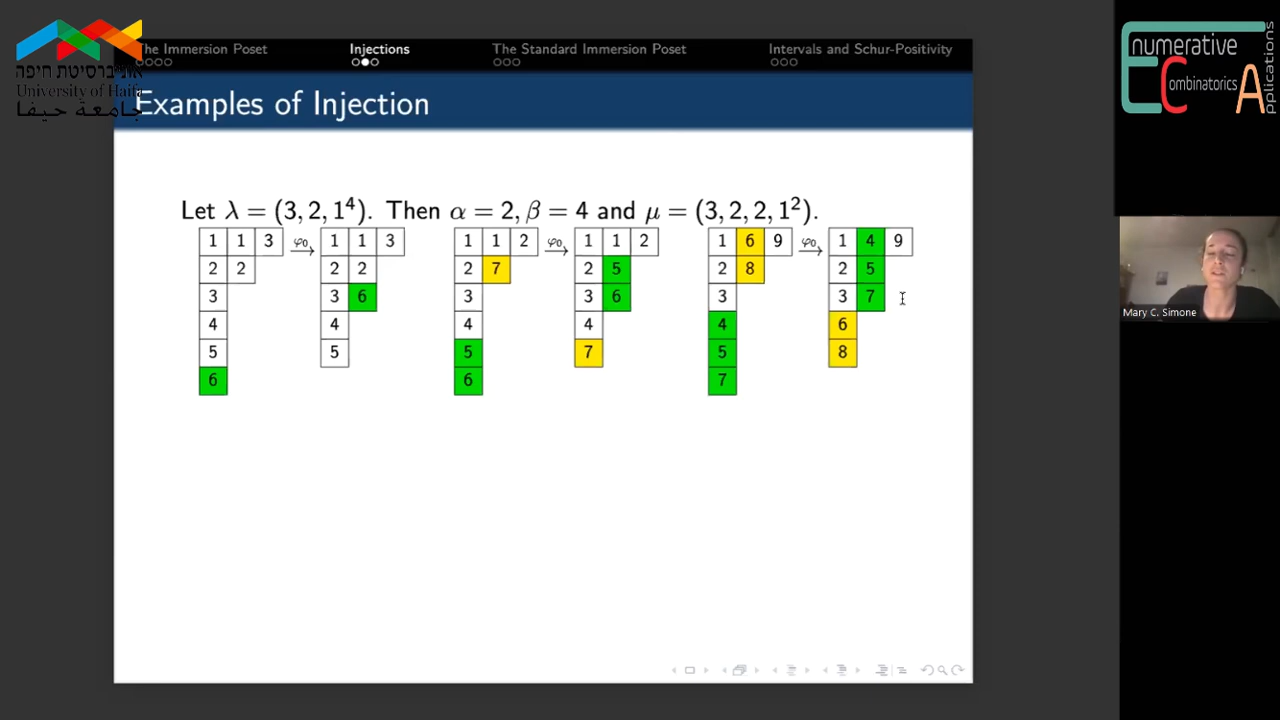 The Immersion Poset Injections The Standard Immersion Poset Intervals and Schur-Positivity
אוניברסיטת חיפה
University of Haifa
جامعة حيفا
Examples of Injection
Enumerative
Combinatorics
Applications
Let λ = (3, 2, 1⁴). Then α = 2, β = 4 and μ = (3, 2, 2, 1²).
1 1 3 φ₀ → 1 1 3 1 1 2 φ₀ → 1 1 2 1 6 9 φ₀ → 1 4 9
2 2 2 2 2 7 2 5 2 8 2 5
3 3 6 3 3 6 3 3 7
4 4 4 4 4 6
5 5 5 7 5 8
6 6 7
Mary C. Simone